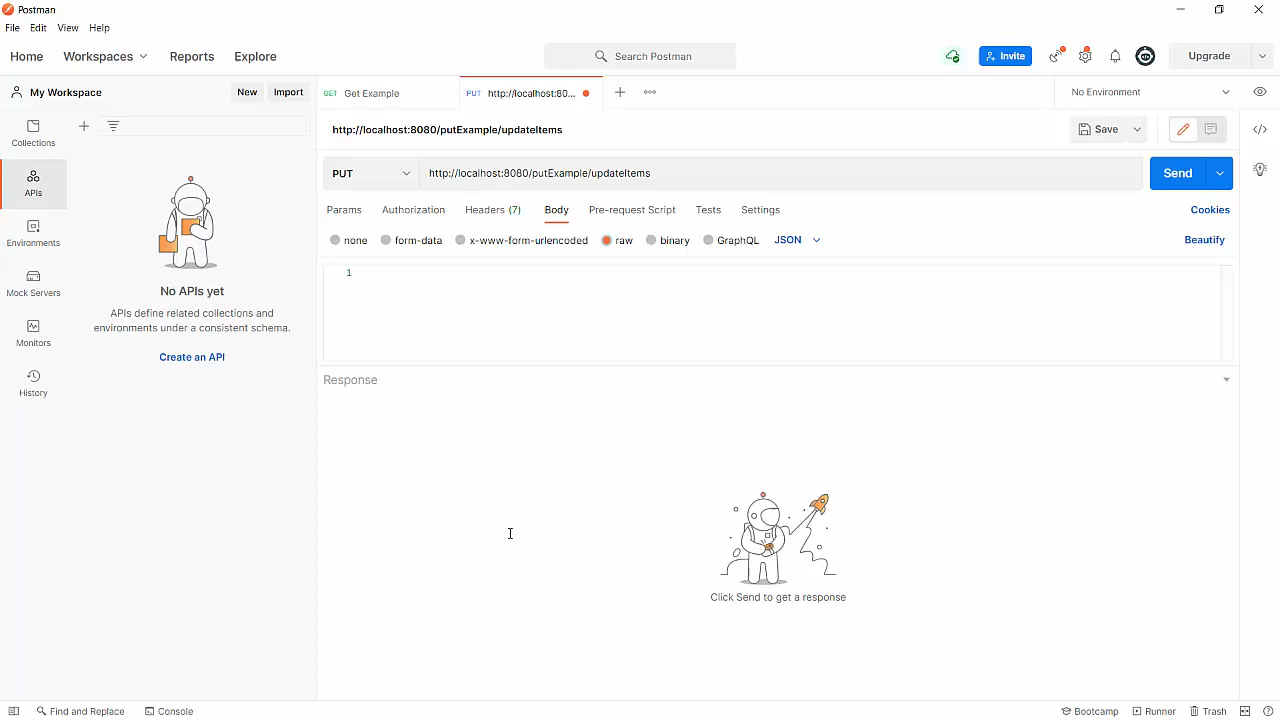 Postman
File Edit View Help
Home Workspaces Reports Explore Search Postman Invite Upgrade
My Workspace New Import GET Get Example PUT http://localhost:80... No Environment
Collections
APIs
Environments
Mock Servers
Monitors
History
No APIs yet
APIs define related collections and
environments under a consistent schema.
Create an API
http://localhost:8080/putExample/updateItems Save
PUT http://localhost:8080/putExample/updateItems Send
Params Authorization Headers (7) Body Pre-request Script Tests Settings Cookies
none form-data x-www-form-urlencoded raw binary GraphQL JSON Beautify
1
Response
Click Send to get a response
Find and Replace Console Bootcamp Runner Trash